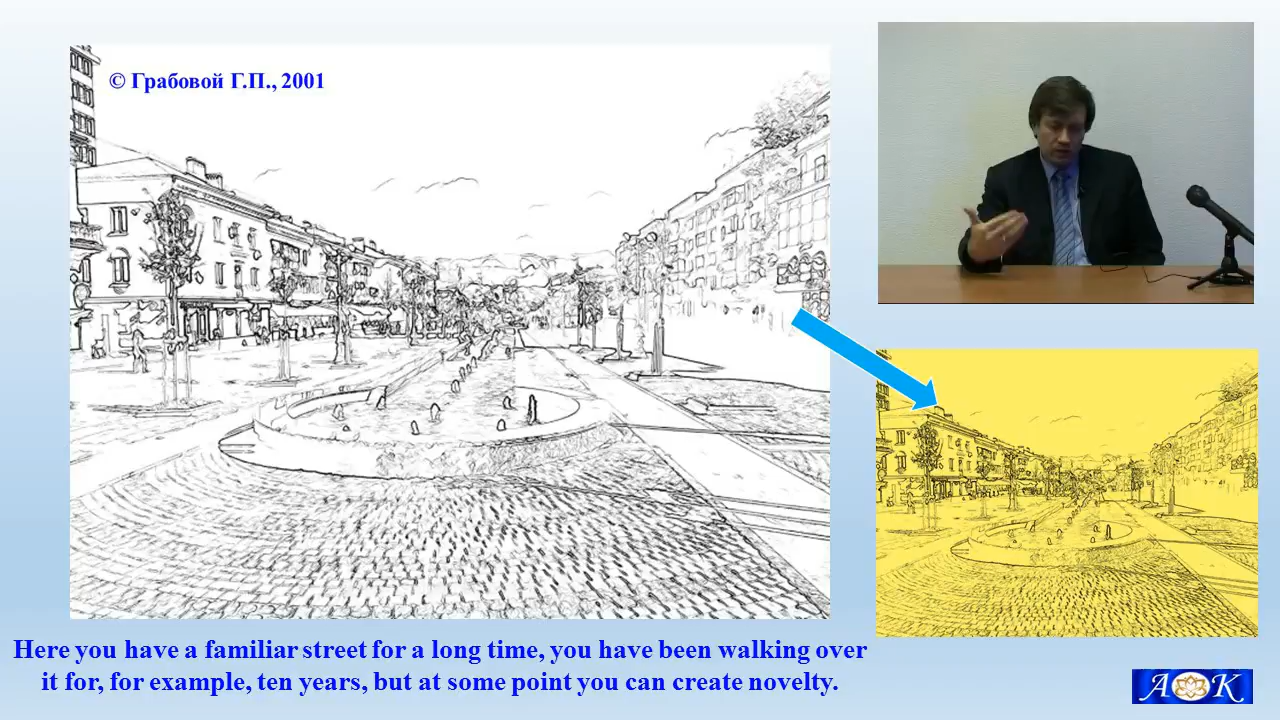 © Грабовой Г.П., 2001
Here you have a familiar street for a long time, you have been walking over
it for, for example, ten years, but at some point you can create novelty.
А К